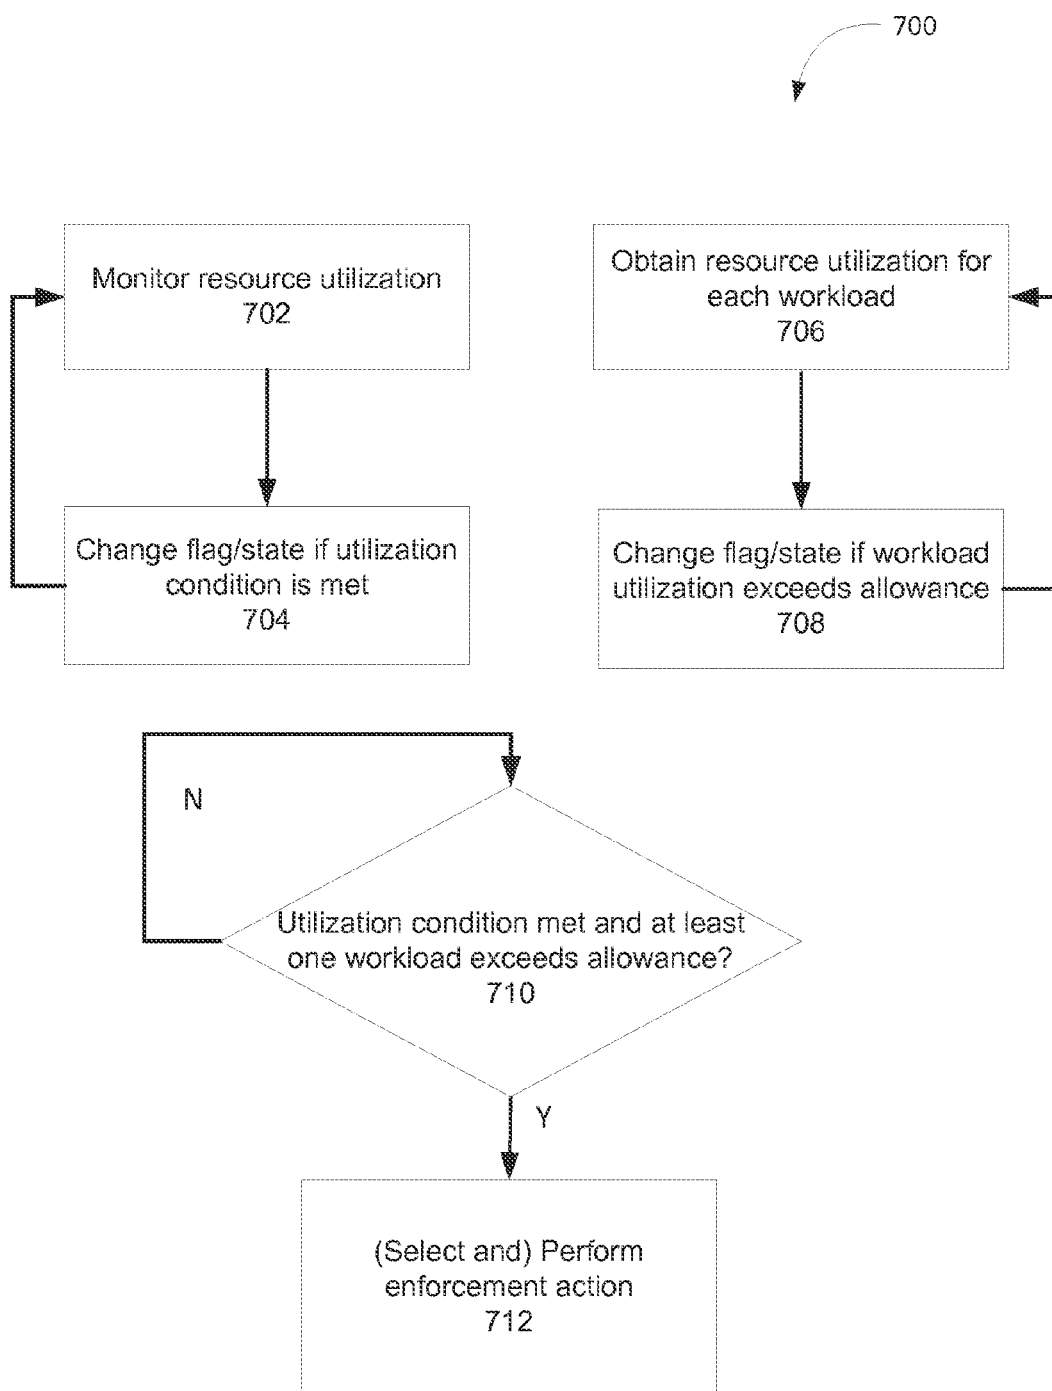 700
Monitor resource utilization
702
Obtain resource utilization for
each workload
706
Change flag/state if utilization
condition is met
704
Change flag/state if workload
utilization exceeds allowance
708
N
Utilization condition met and at least
one workload exceeds allowance?
710
Y
(Select and) Perform
enforcement action
712